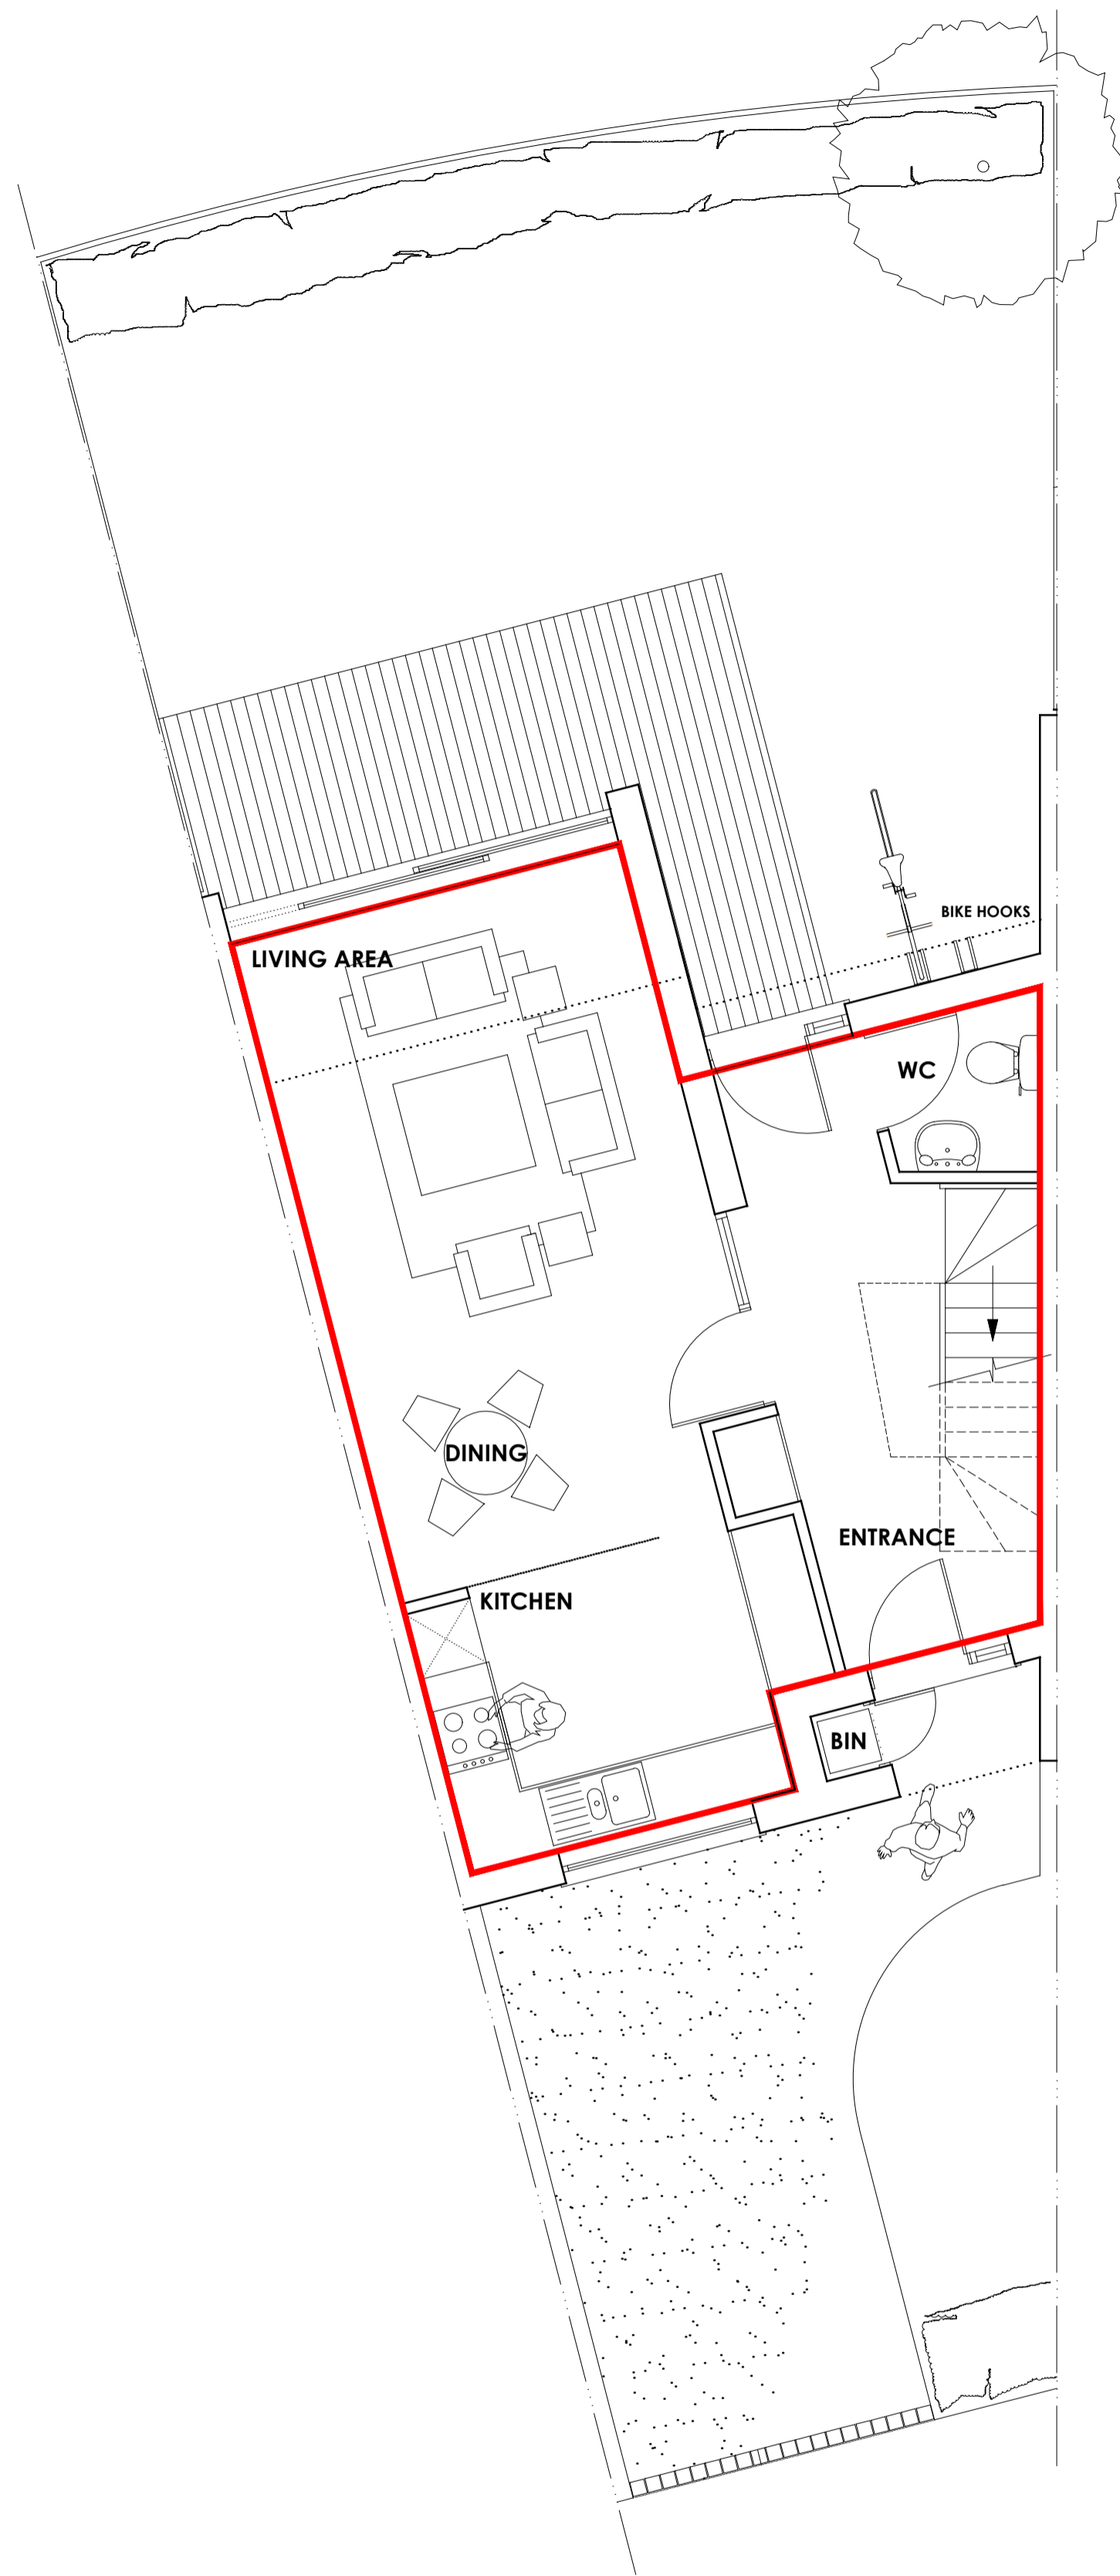 BIKE HOOKS
LIVING AREA
WC
DINING
ENTRANCE
KITCHEN
BIN